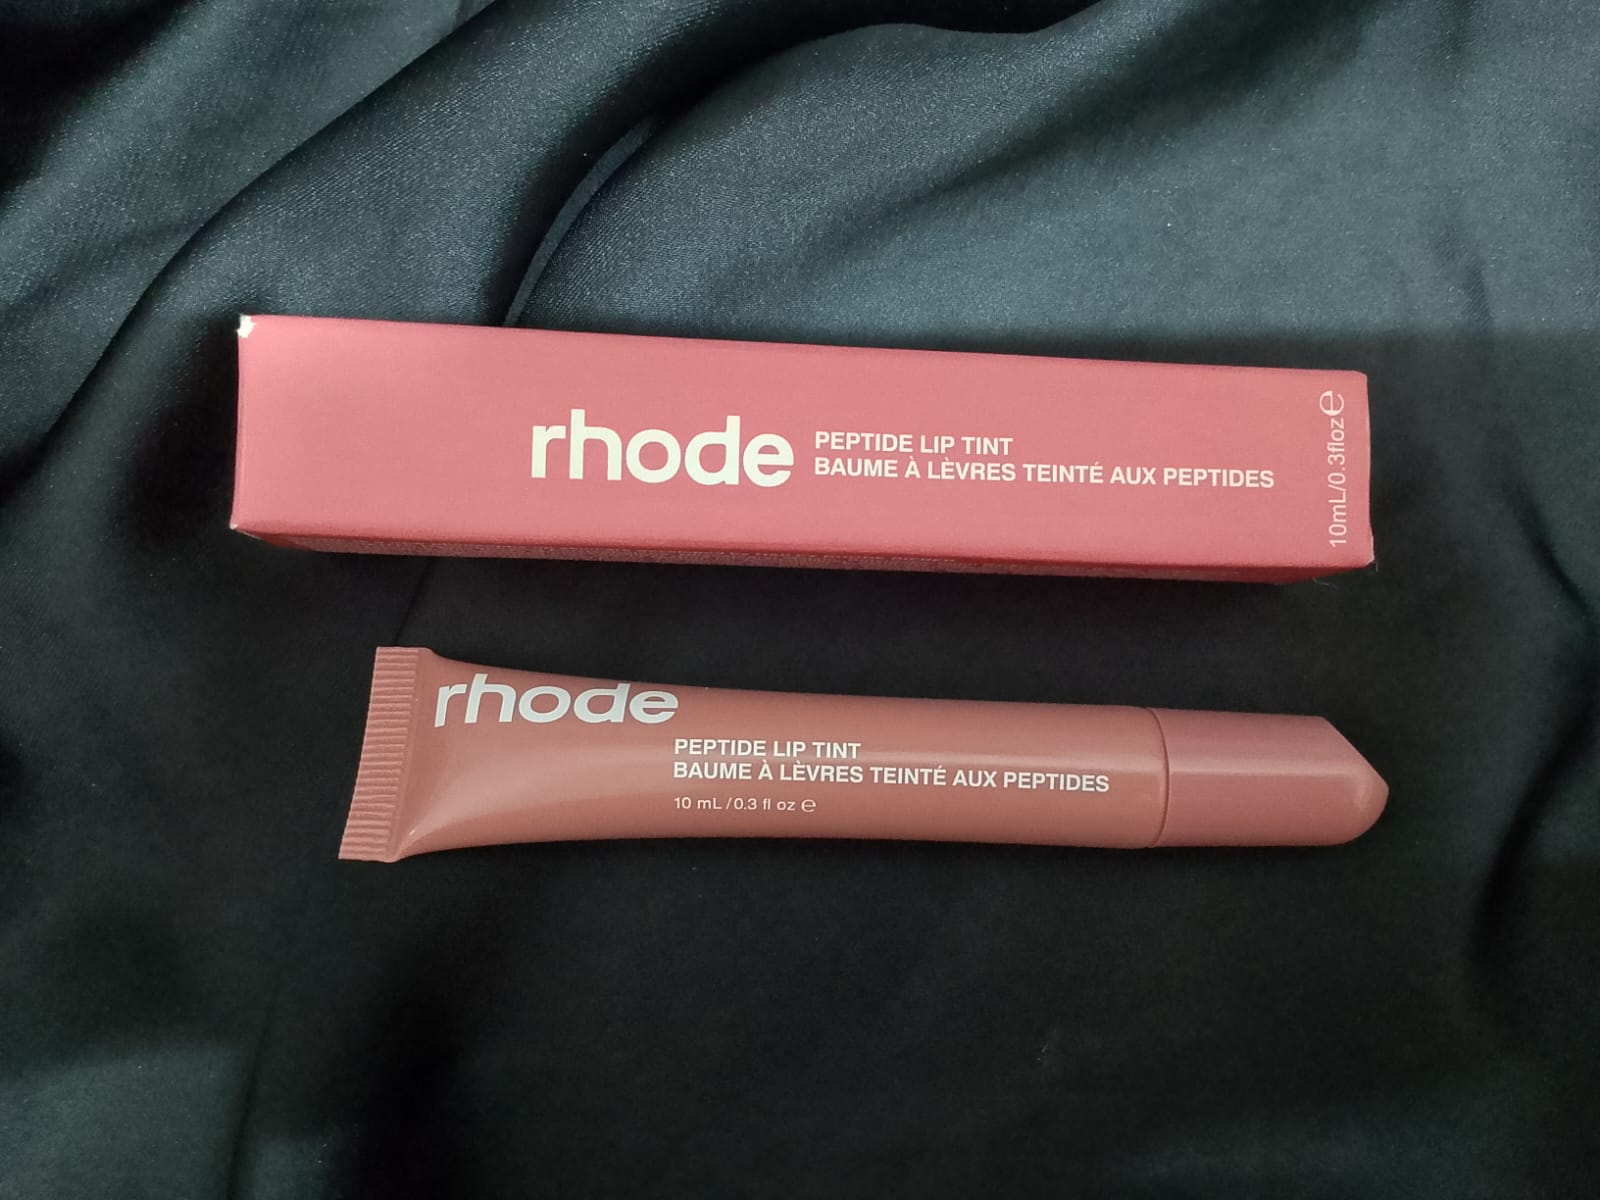 rhode
PEPTIDE LIP TINT
BAUME À LÈVRES TEINTÉ AUX PEPTIDES
10mL/0.3floz℮
rhode
PEPTIDE LIP TINT
BAUME À LÈVRES TEINTÉ AUX PEPTIDES
10 mL / 0.3 fl oz ℮